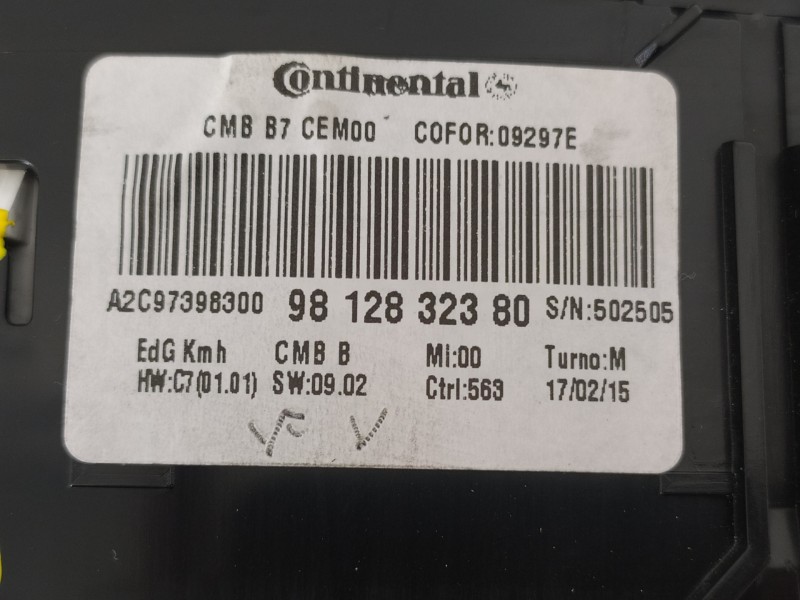 Continental
CMB B7 CEM00 COFOR:09297E
A2C97398300 98 128 323 80 S/N:502505
EdG Kmh CMB B Mi:00 Turno:M
HW:C7(01.01) SW:09.02 Ctrl:563 17/02/15